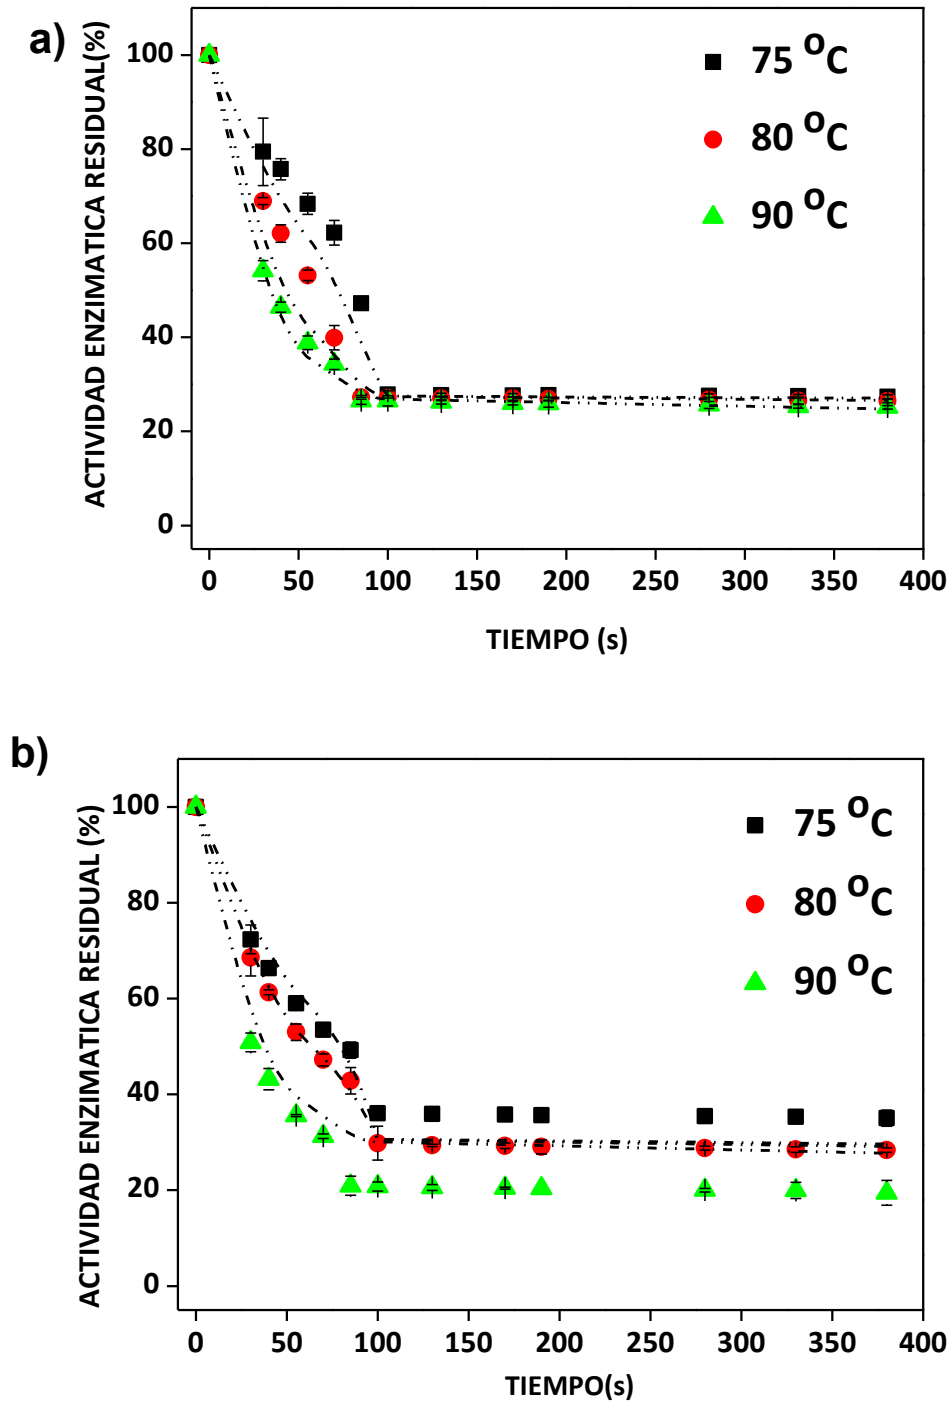 a)
ACTIVIDAD ENZIMATICA RESIDUAL(%)
100
80
60
40
20
0
75 °C
80 °C
90 °C
0 50 100 150 200 250 300 350 400
TIEMPO (s)
b)
ACTIVIDAD ENZIMATICA RESIDUAL (%)
100
80
60
40
20
0
75 °C
80 °C
90 °C
0 50 100 150 200 250 300 350 400
TIEMPO(s)